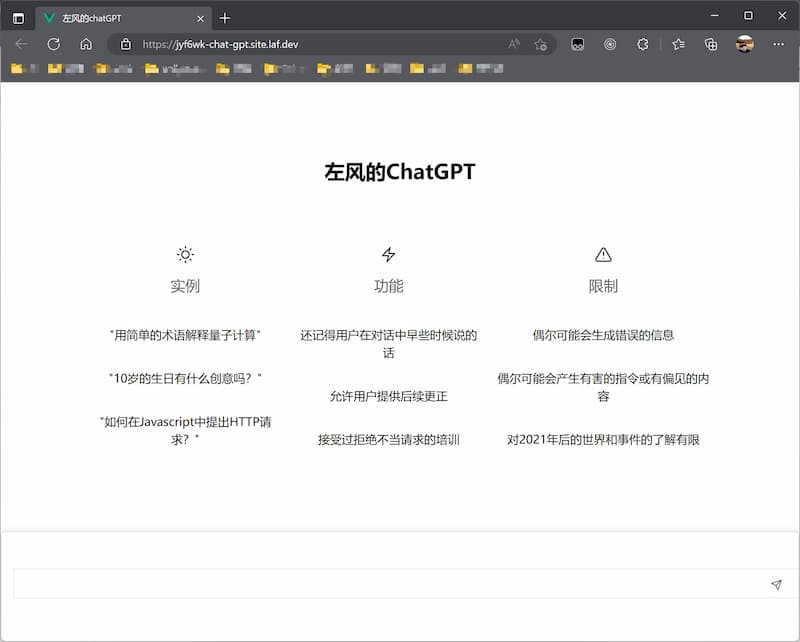 左风的chatGPT
https://jyf6wk-chat-gpt.site.laf.dev
左风的ChatGPT
实例
"用简单的术语解释量子计算"
"10岁的生日有什么创意吗？"
"如何在Javascript中提出HTTP请
求？"
功能
还记得用户在对话中早些时候说的
话
允许用户提供后续更正
接受过拒绝不当请求的培训
限制
偶尔可能会生成错误的信息
偶尔可能会产生有害的指令或有偏见的内
容
对2021年后的世界和事件的了解有限